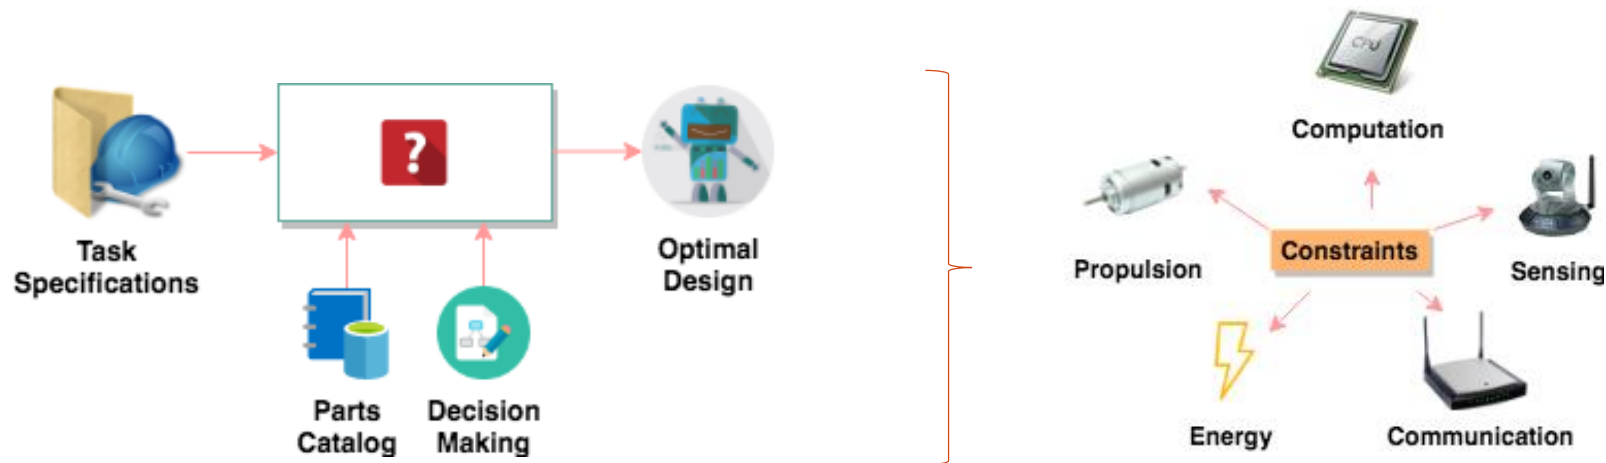 Task
Specifications
?
Parts
Catalog
Decision
Making
Optimal
Design
CPU
Computation
Propulsion
Constraints
Sensing
Energy
Communication